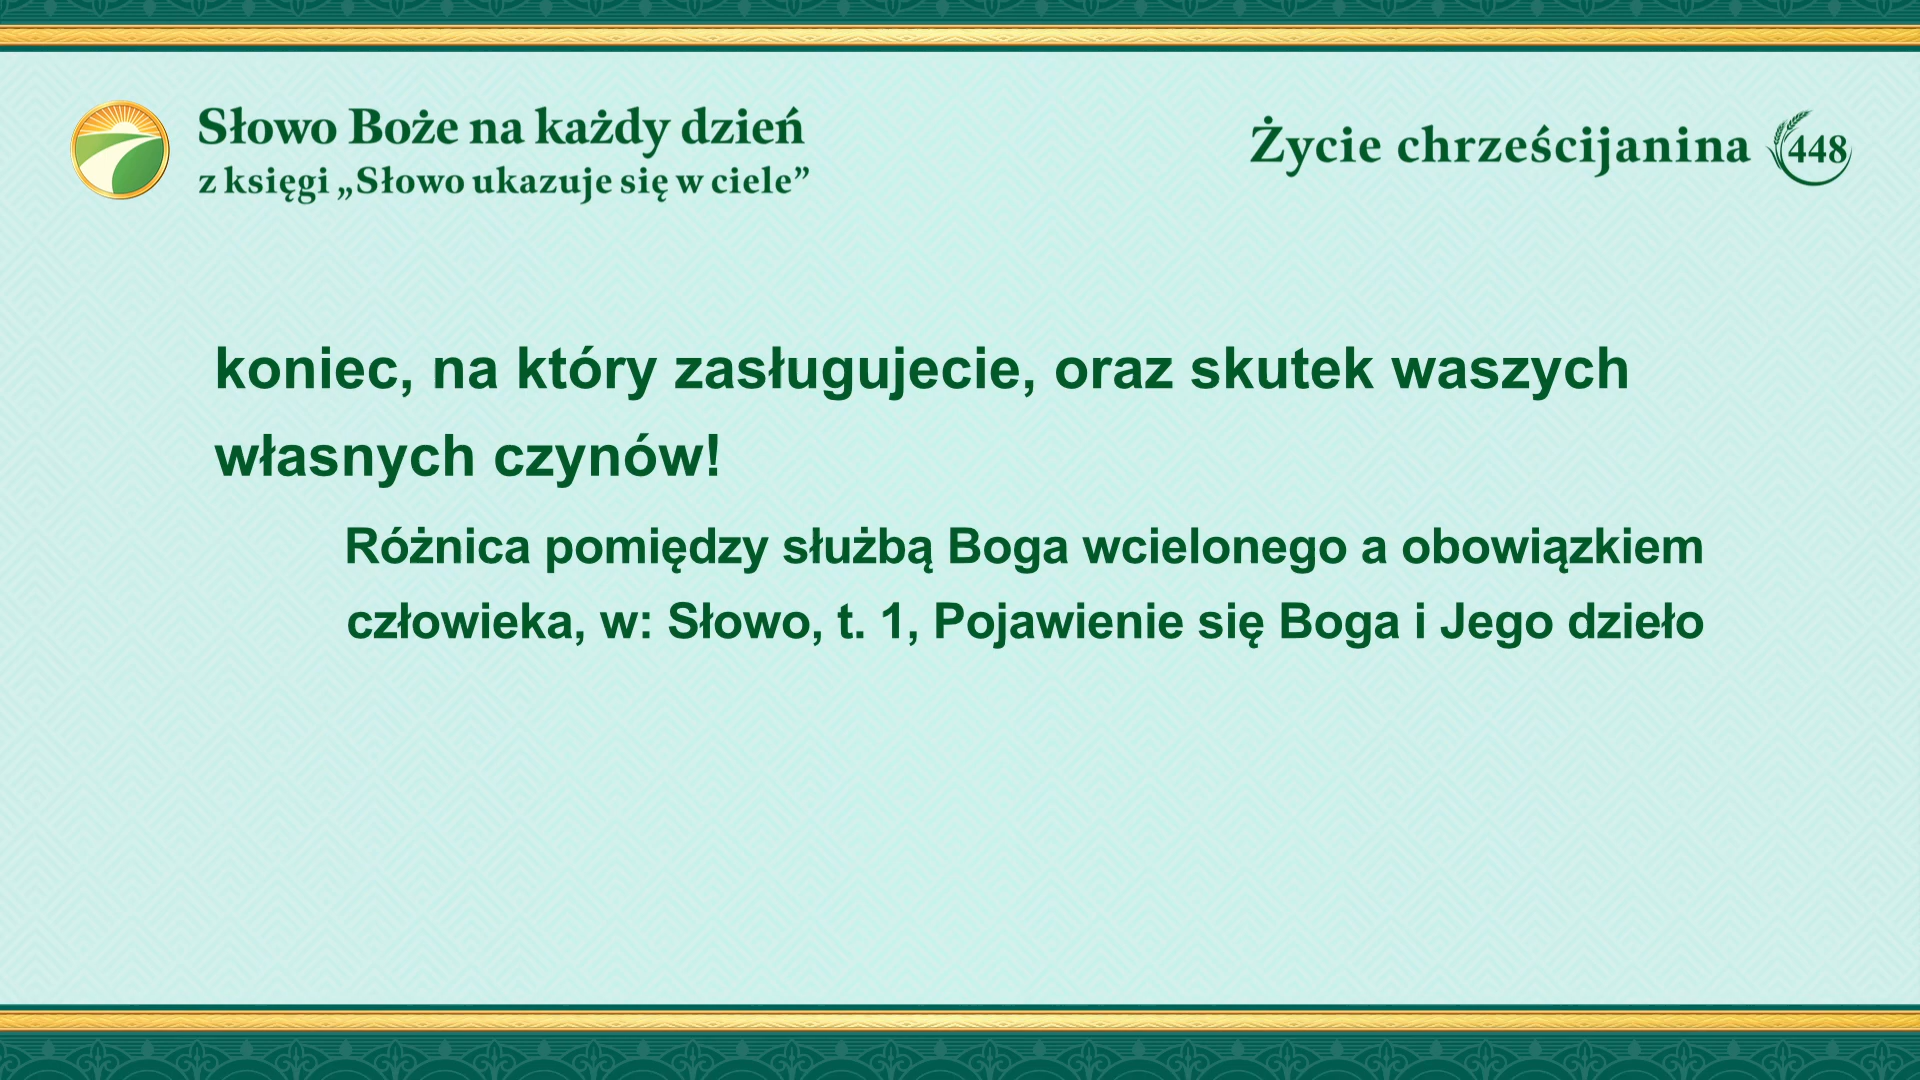 Słowo Boże na każdy dzień
z księgi „Słowo ukazuje się w ciele”
Życie chrześcijanina 448
koniec, na który zasługujecie, oraz skutek waszych
własnych czynów!
Różnica pomiędzy służbą Boga wcielonego a obowiązkiem
człowieka, w: Słowo, t. 1, Pojawienie się Boga i Jego dzieło